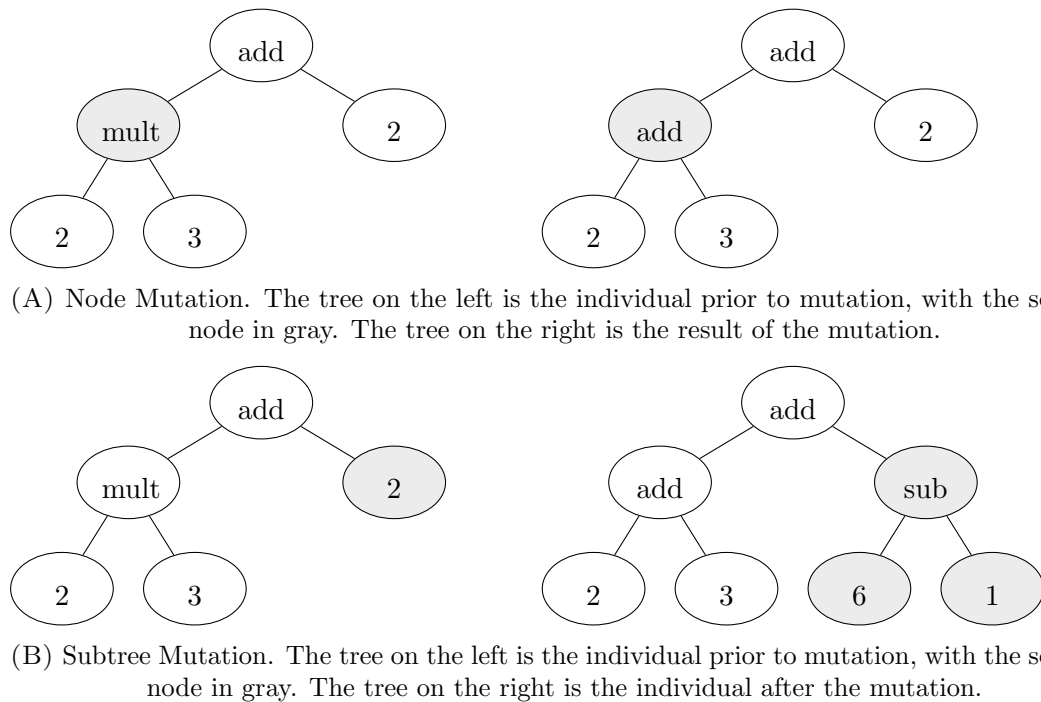 add add
mult 2 add 2
2 3 2 3
(A) Node Mutation. The tree on the left is the individual prior to mutation, with the
node in gray. The tree on the right is the result of the mutation.
add add
mult 2 add sub
2 3 2 3 6 1
(B) Subtree Mutation. The tree on the left is the individual prior to mutation, with the
node in gray. The tree on the right is the individual after the mutation.